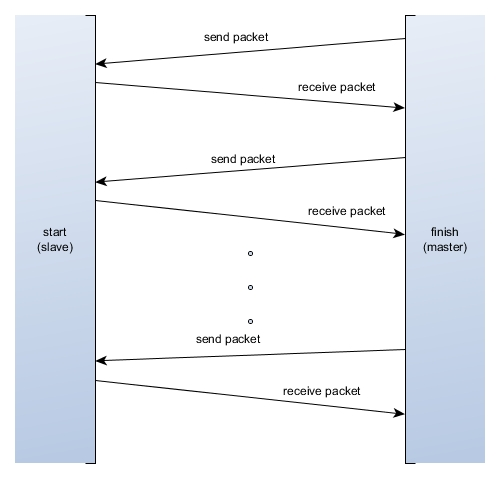 send packet
receive packet
send packet
receive packet
start
(slave)
finish
(master)
send packet
receive packet